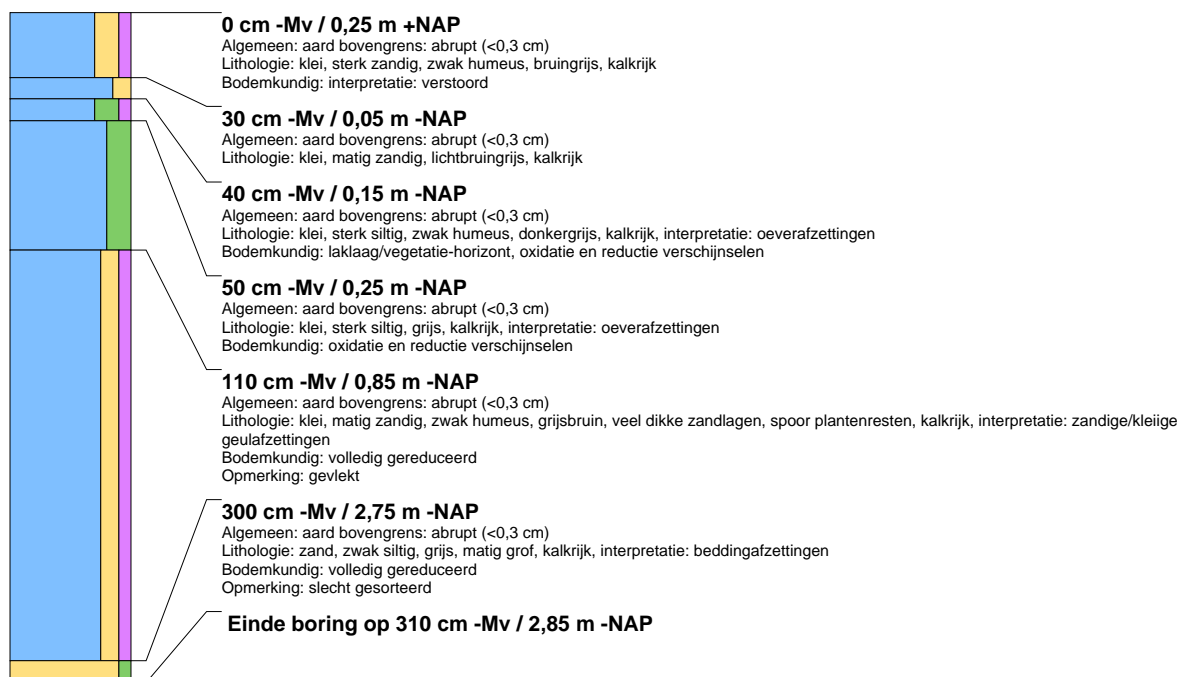 0 cm -Mv / 0,25 m +NAP
Algemeen: aard bovengrens: abrupt (<0,3 cm)
Lithologie: klei, sterk zandig, zwak humeus, bruingrijs, kalkrijk
Bodemkundig: interpretatie: verstoord
30 cm -Mv / 0,05 m -NAP
Algemeen: aard bovengrens: abrupt (<0,3 cm)
Lithologie: klei, matig zandig, lichtbruingrijs, kalkrijk
40 cm -Mv / 0,15 m -NAP
Algemeen: aard bovengrens: abrupt (<0,3 cm)
Lithologie: klei, sterk siltig, zwak humeus, donkergrijs, kalkrijk, interpretatie: oeverafzettingen
Bodemkundig: laklaag/vegetatie-horizont, oxidatie en reductie verschijnselen
50 cm -Mv / 0,25 m -NAP
Algemeen: aard bovengrens: abrupt (<0,3 cm)
Lithologie: klei, sterk siltig, grijs, kalkrijk, interpretatie: oeverafzettingen
Bodemkundig: oxidatie en reductie verschijnselen
110 cm -Mv / 0,85 m -NAP
Algemeen: aard bovengrens: abrupt (<0,3 cm)
Lithologie: klei, matig zandig, zwak humeus, grijsbruin, veel dikke zandlagen, spoor plantenresten, kalkrijk, interpretatie: zandige/kleiige
geulafzettingen
Bodemkundig: volledig gereduceerd
Opmerking: gevlekt
300 cm -Mv / 2,75 m -NAP
Algemeen: aard bovengrens: abrupt (<0,3 cm)
Lithologie: zand, zwak siltig, grijs, matig grof, kalkrijk, interpretatie: beddingafzettingen
Bodemkundig: volledig gereduceerd
Opmerking: slecht gesorteerd
Einde boring op 310 cm -Mv / 2,85 m -NAP